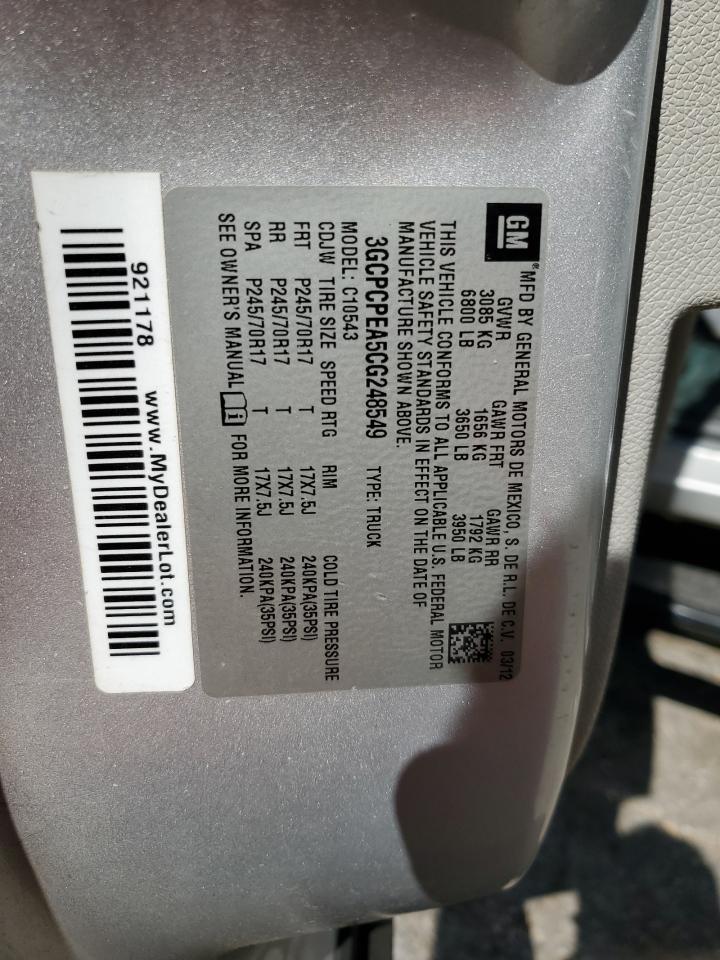 GM
® MFD BY GENERAL MOTORS DE MEXICO, S. DE R.L. DE C.V. 03/12
GVWR GAWR FRT GAWR RR
3085 KG 1656 KG 1792 KG
6800 LB 3650 LB 3950 LB
THIS VEHICLE CONFORMS TO ALL APPLICABLE U.S. FEDERAL MOTOR
VEHICLE SAFETY STANDARDS IN EFFECT ON THE DATE OF
MANUFACTURE SHOWN ABOVE.
3GCPCPEA5CG248549 TYPE: TRUCK
MODEL: C10543
CDJW TIRE SIZE SPEED RTG RIM COLD TIRE PRESSURE
FRT P245/70R17 T 17X7.5J 240KPA(35PSI)
RR P245/70R17 T 17X7.5J 240KPA(35PSI)
SPA P245/70R17 T 17X7.5J 240KPA(35PSI)
SEE OWNER'S MANUAL FOR MORE INFORMATION.
921178 www.MyDealerLot.com